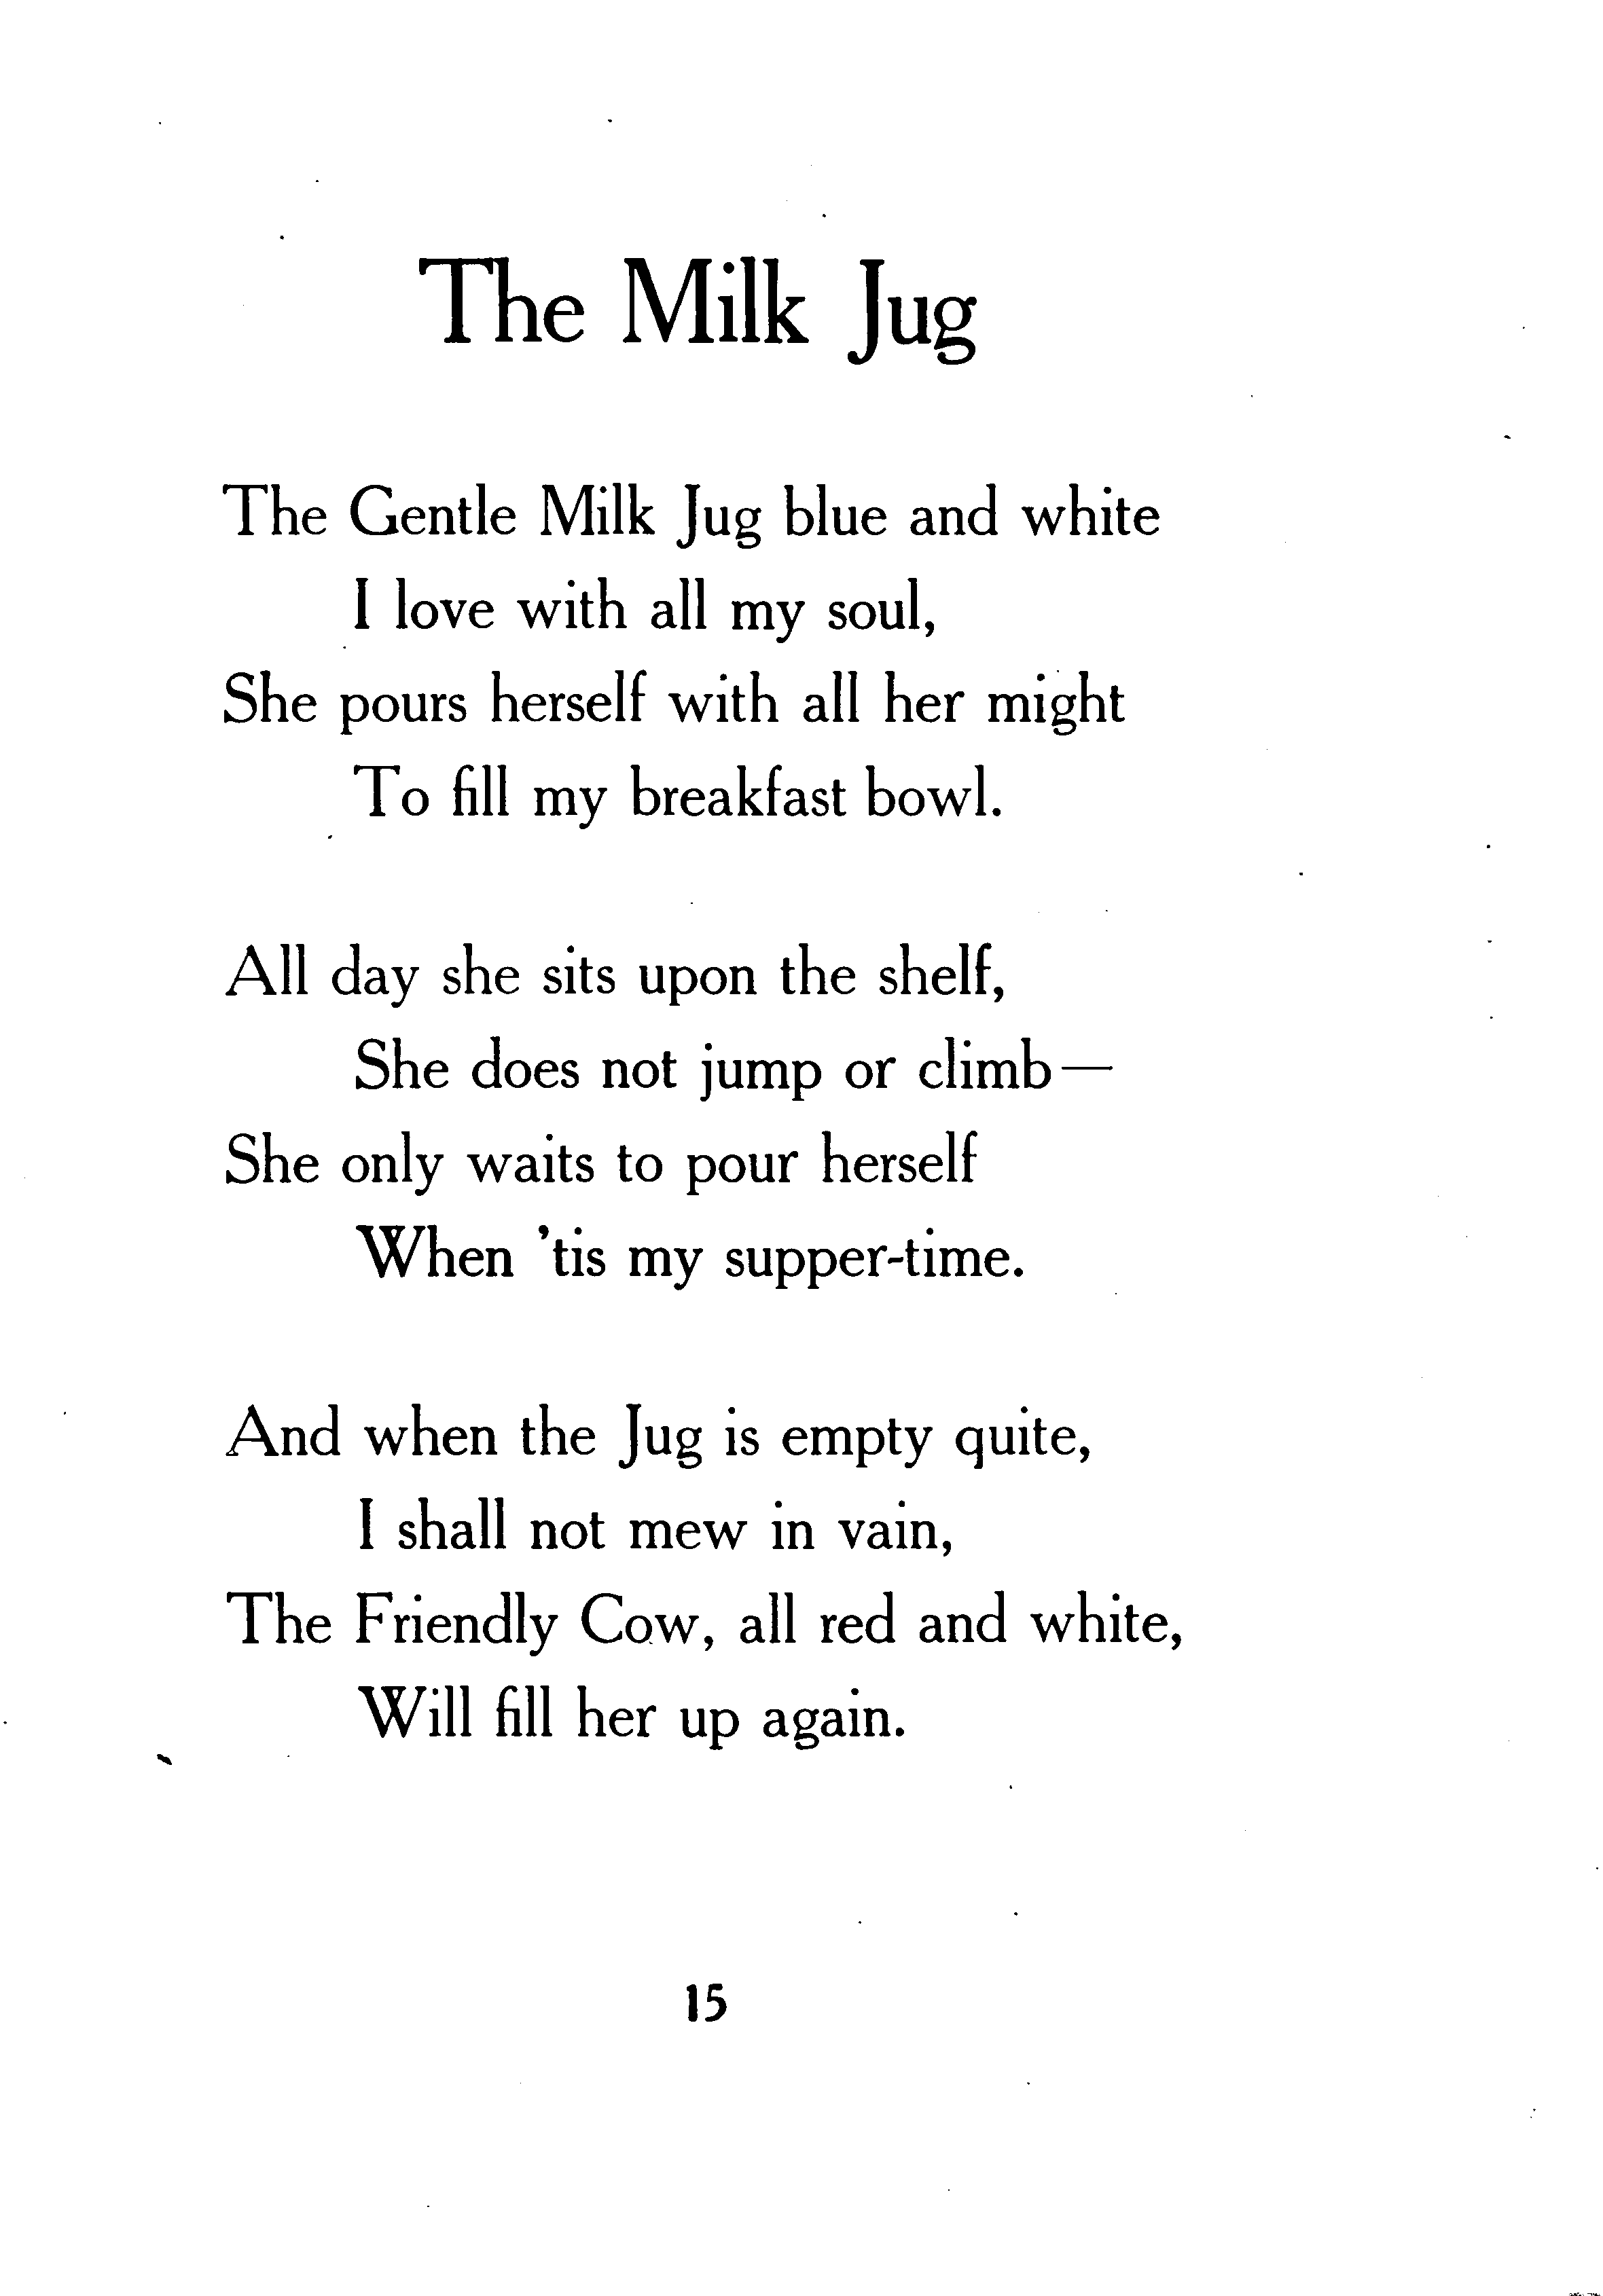 The Milk Jug
The Gentle Milk Jug blue and white
I love with all my soul,
She pours herself with all her might
To fill my breakfast bowl.
All day she sits upon the shelf,
She does not jump or climb—
She only waits to pour herself
When ’tis my supper-time.
And when the Jug is empty quite,
I shall not mew in vain,
The Friendly Cow, all red and white,
Will fill her up again.
15